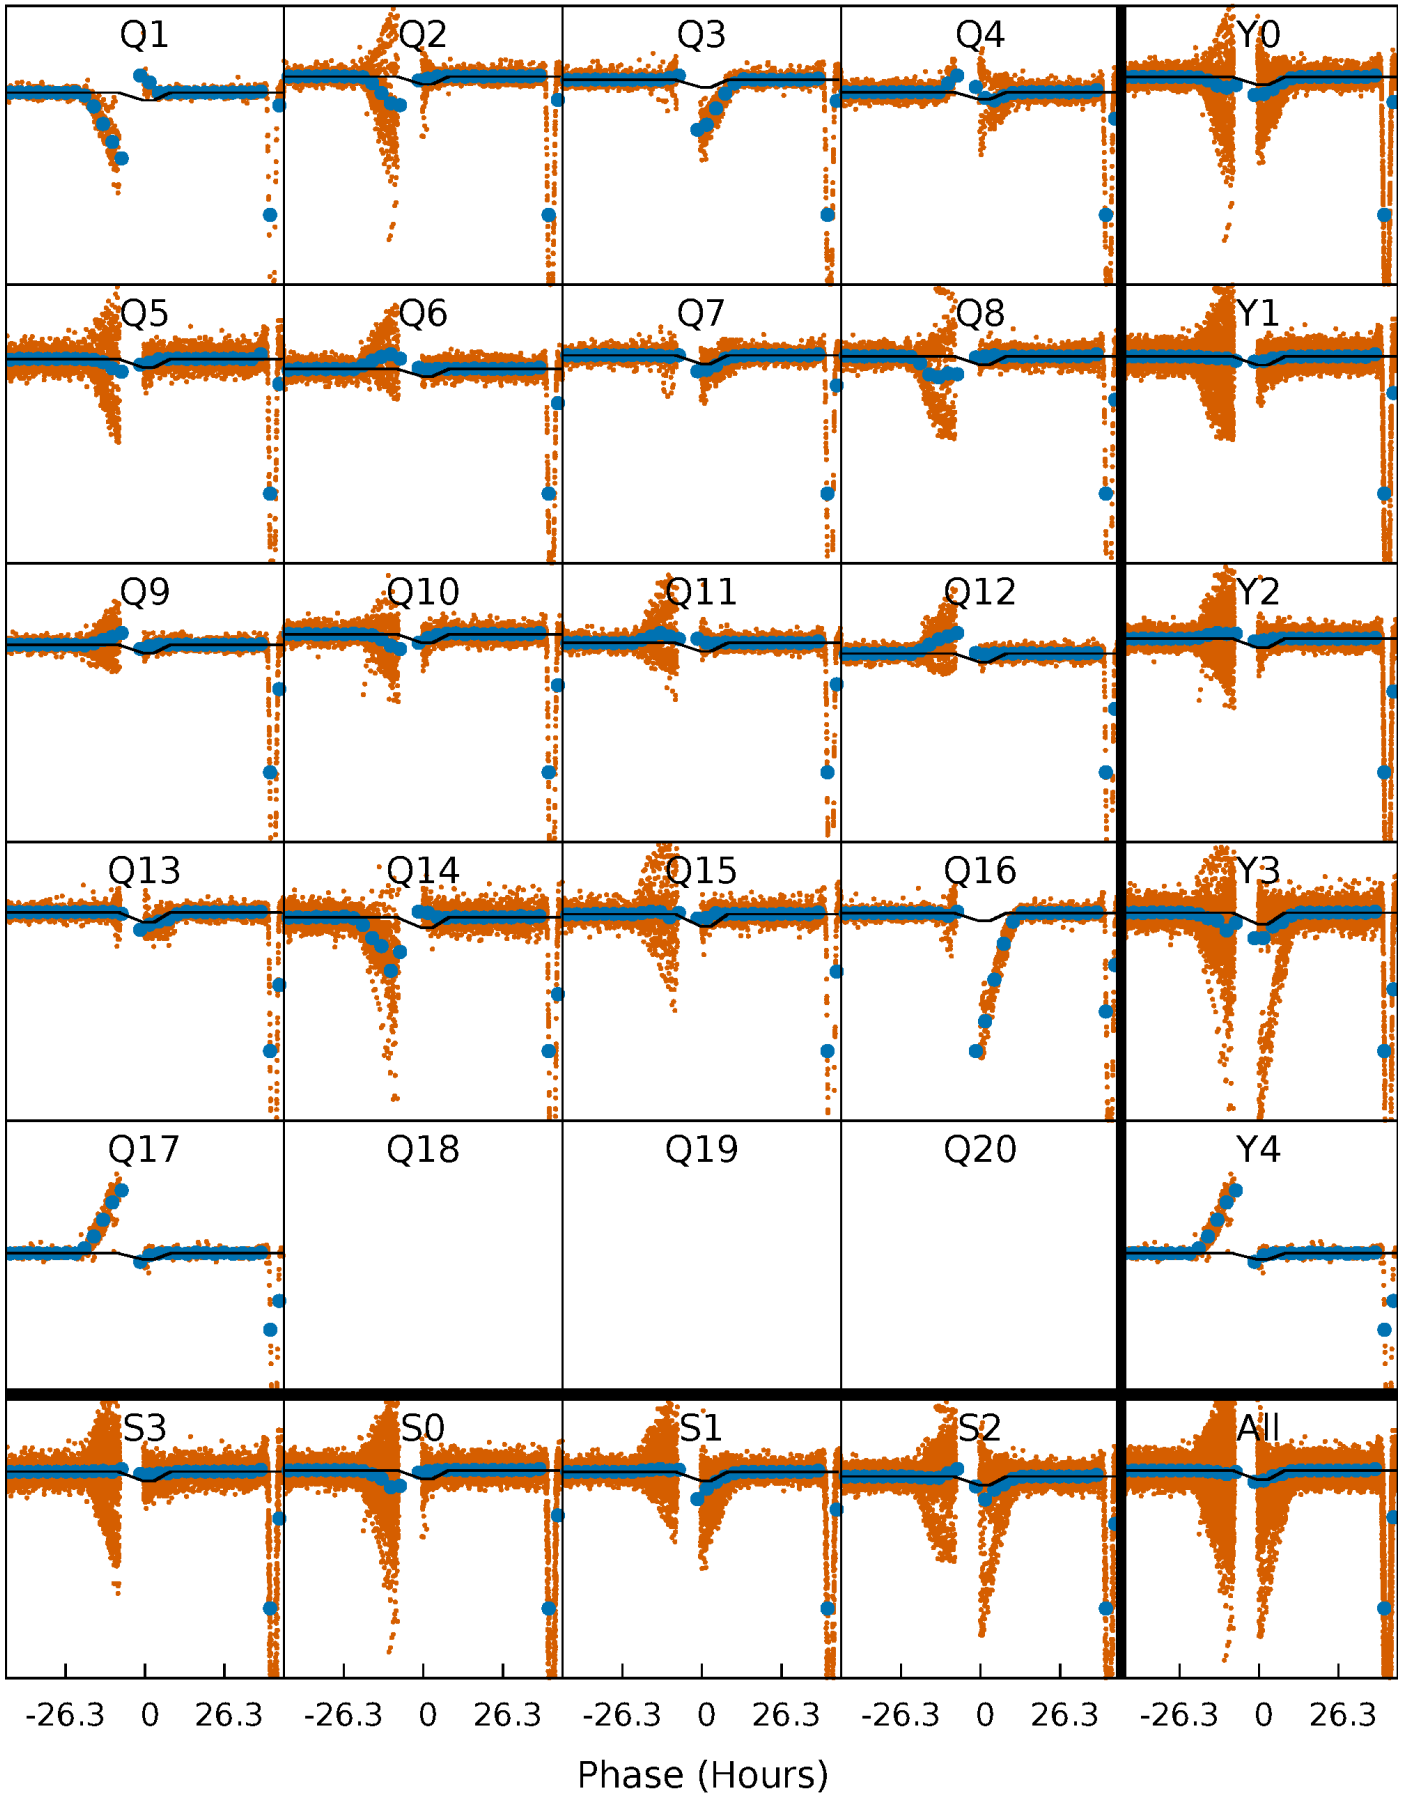 Q1 Q2 Q3 Q4 Y0
Q5 Q6 Q7 Q8 Y1
Q9 Q10 Q11 Q12 Y2
Q13 Q14 Q15 Q16 Y3
Q17 Q18 Q19 Q20 Y4
S3 S0 S1 S2 All
-26.3 0 26.3 -26.3 0 26.3 -26.3 0 26.3 -26.3 0 26.3 -26.3 0 26.3
Phase (Hours)